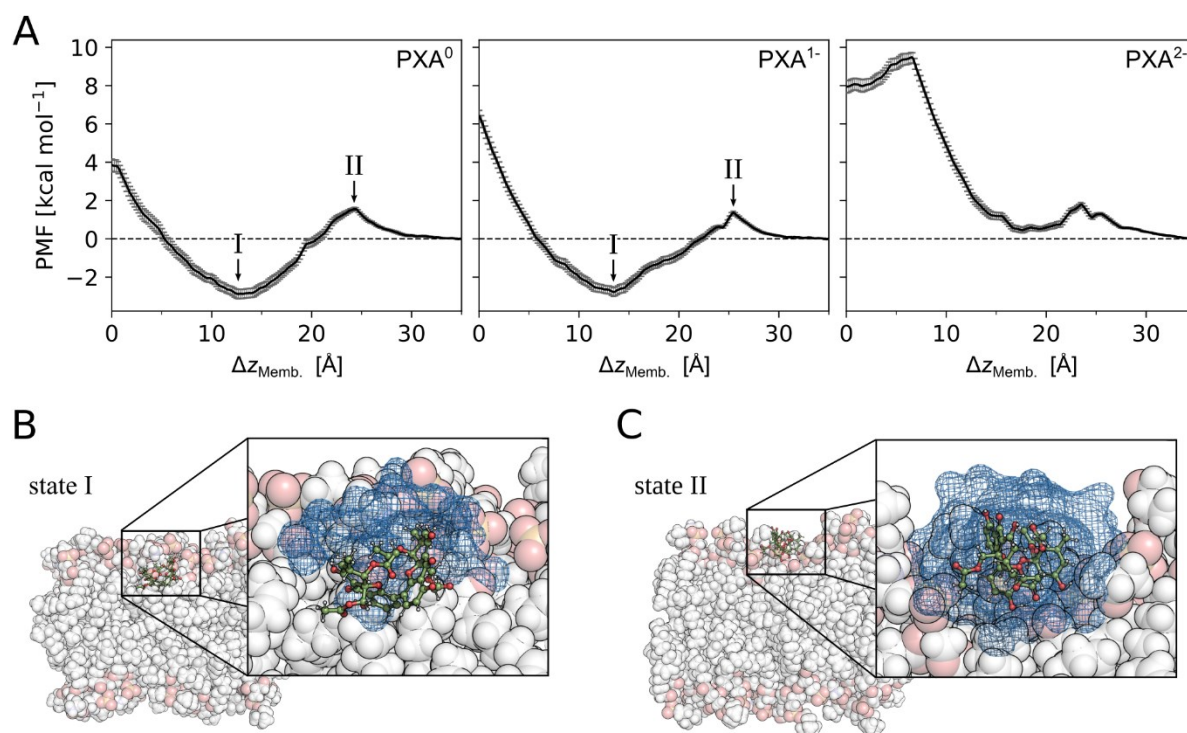 A
PXA⁰
PXA¹⁻
PXA²⁻
PMF [kcal mol⁻¹]
10
8
6
4
2
0
−2
I
II
I
II
0 10 20 30
0 10 20 30
0 10 20 30
Δz_Memb. [Å]
Δz_Memb. [Å]
Δz_Memb. [Å]
B
state I
C
state II